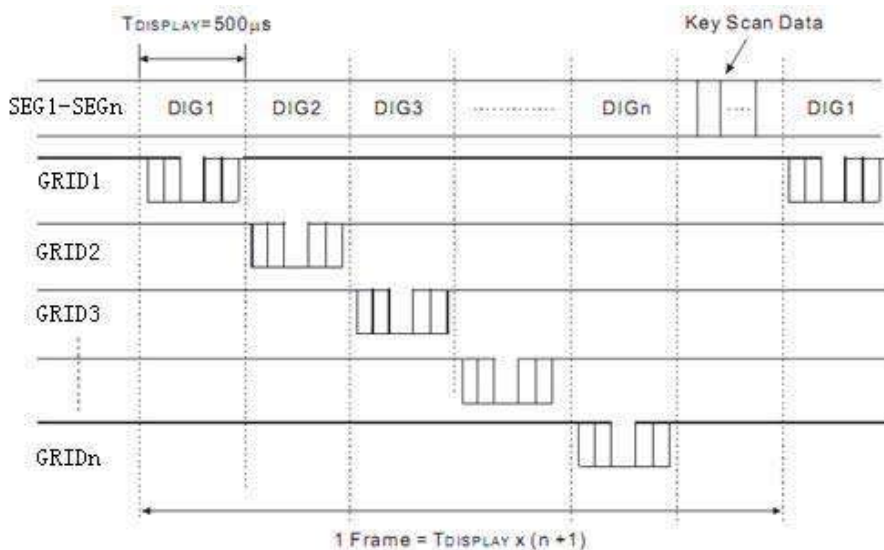 TDISPLAY=500μs
Key Scan Data
SEG1-SEGn DIG1 DIG2 DIG3 ........... DIGn .... DIG1
GRID1
GRID2
GRID3
GRIDn
1 Frame = TDISPLAY x (n +1)